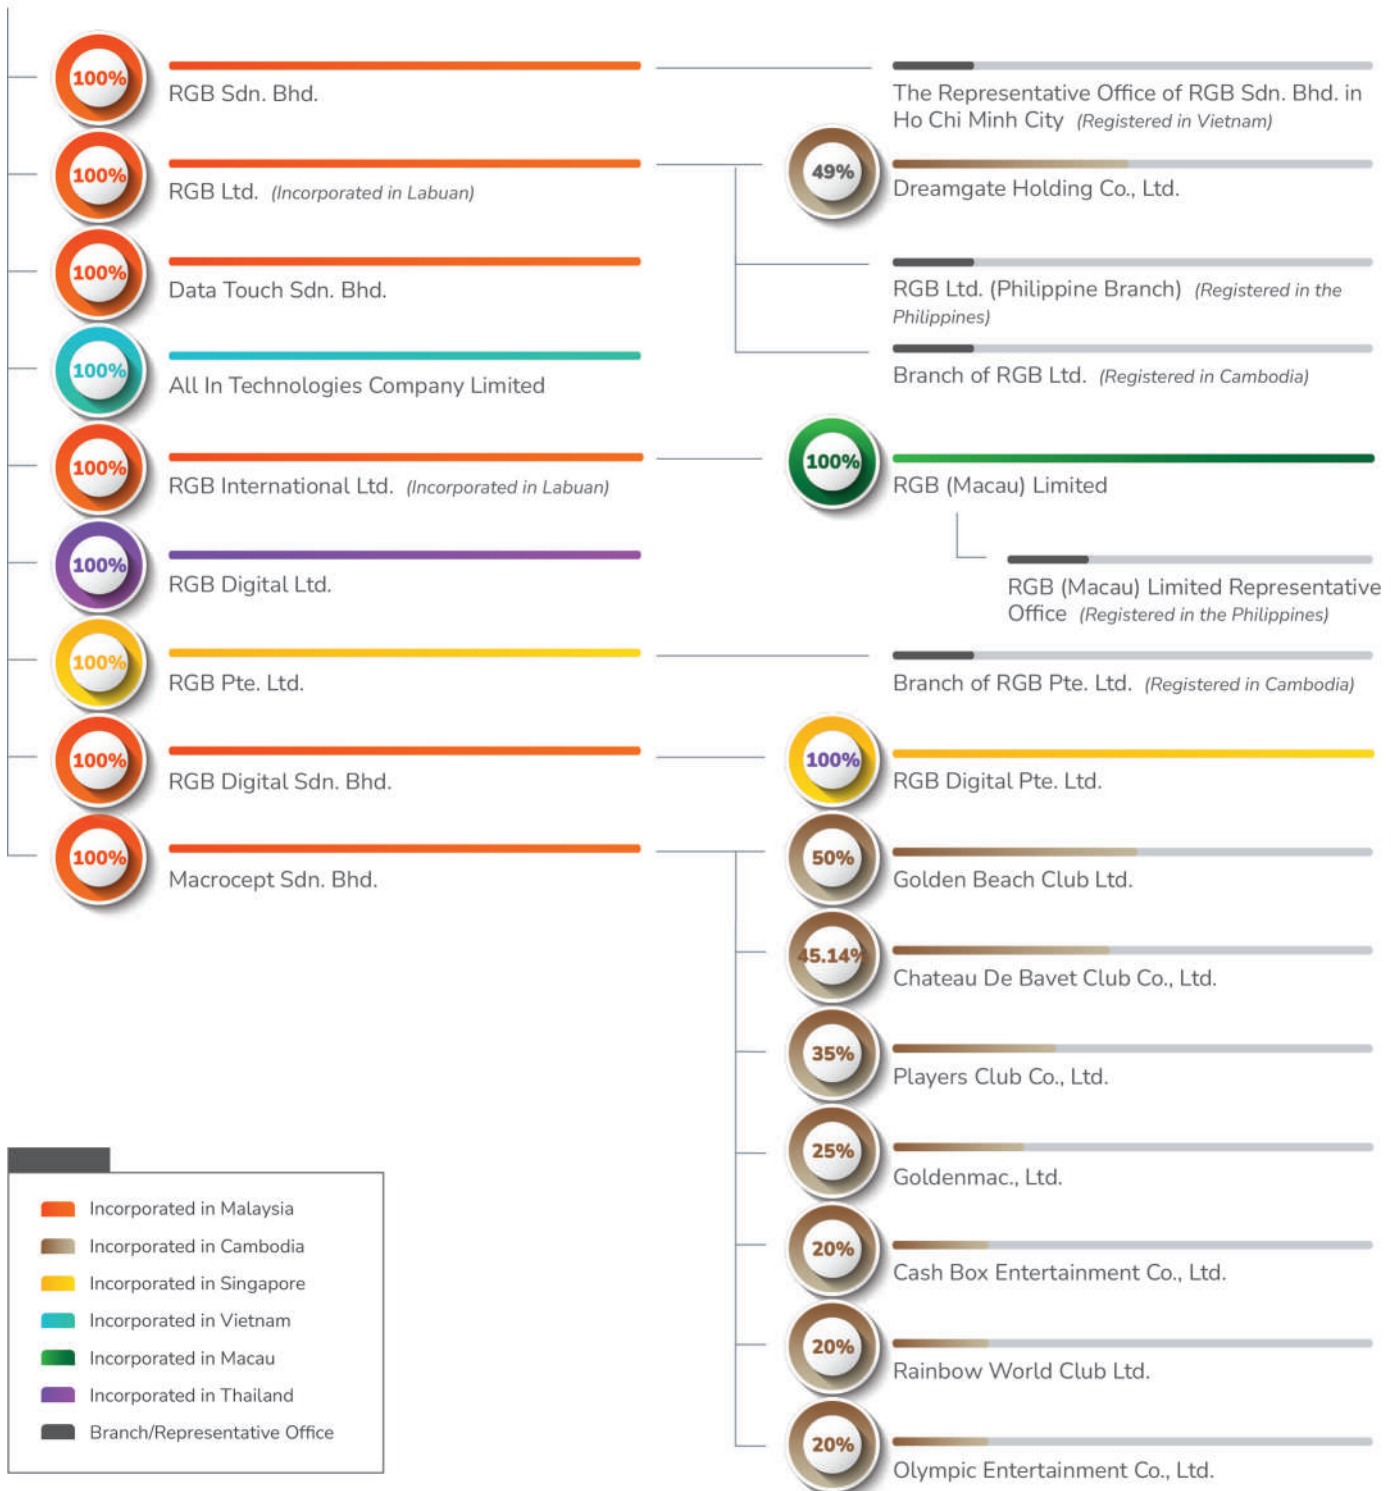 100%
RGB Sdn. Bhd.
The Representative Office of RGB Sdn. Bhd. in
Ho Chi Minh City (Registered in Vietnam)
100%
RGB Ltd. (Incorporated in Labuan)
49%
Dreamgate Holding Co., Ltd.
100%
Data Touch Sdn. Bhd.
RGB Ltd. (Philippine Branch) (Registered in the
Philippines)
100%
All In Technologies Company Limited
Branch of RGB Ltd. (Registered in Cambodia)
100%
RGB International Ltd. (Incorporated in Labuan)
100%
RGB (Macau) Limited
100%
RGB Digital Ltd.
RGB (Macau) Limited Representative
Office (Registered in the Philippines)
100%
RGB Pte. Ltd.
Branch of RGB Pte. Ltd. (Registered in Cambodia)
100%
RGB Digital Sdn. Bhd.
100%
RGB Digital Pte. Ltd.
100%
Macrocept Sdn. Bhd.
50%
Golden Beach Club Ltd.
45.14%
Chateau De Bavet Club Co., Ltd.
35%
Players Club Co., Ltd.
25%
Goldenmac., Ltd.
20%
Cash Box Entertainment Co., Ltd.
20%
Rainbow World Club Ltd.
20%
Olympic Entertainment Co., Ltd.
Incorporated in Malaysia
Incorporated in Cambodia
Incorporated in Singapore
Incorporated in Vietnam
Incorporated in Macau
Incorporated in Thailand
Branch/Representative Office